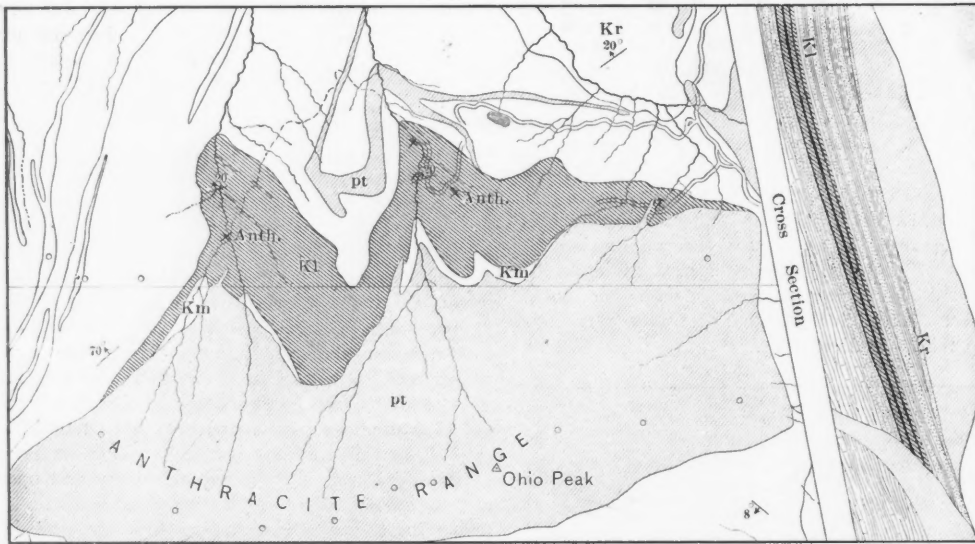 Kr
20°
Kl
pt
Anth.
Anth.
Kl
Km
Km
Cross
Section
Kr
70°
pt
ANTHRACITE RANGE
Ohio Peak
8°